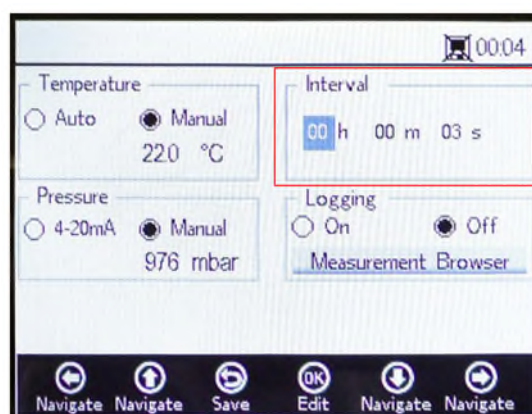 00:04
Temperature
Auto Manual
22.0 °C
Interval
00 h 00 m 03 s
Pressure
4-20mA Manual
976 mbar
Logging
On Off
Measurement Browser
Navigate Navigate Save OK Edit Navigate Navigate